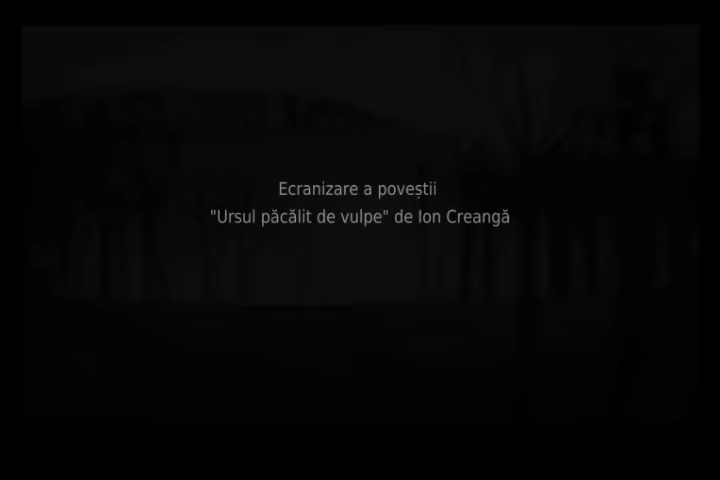 Ecranizare a poveștii
"Ursul păcălit de vulpe" de Ion Creangă